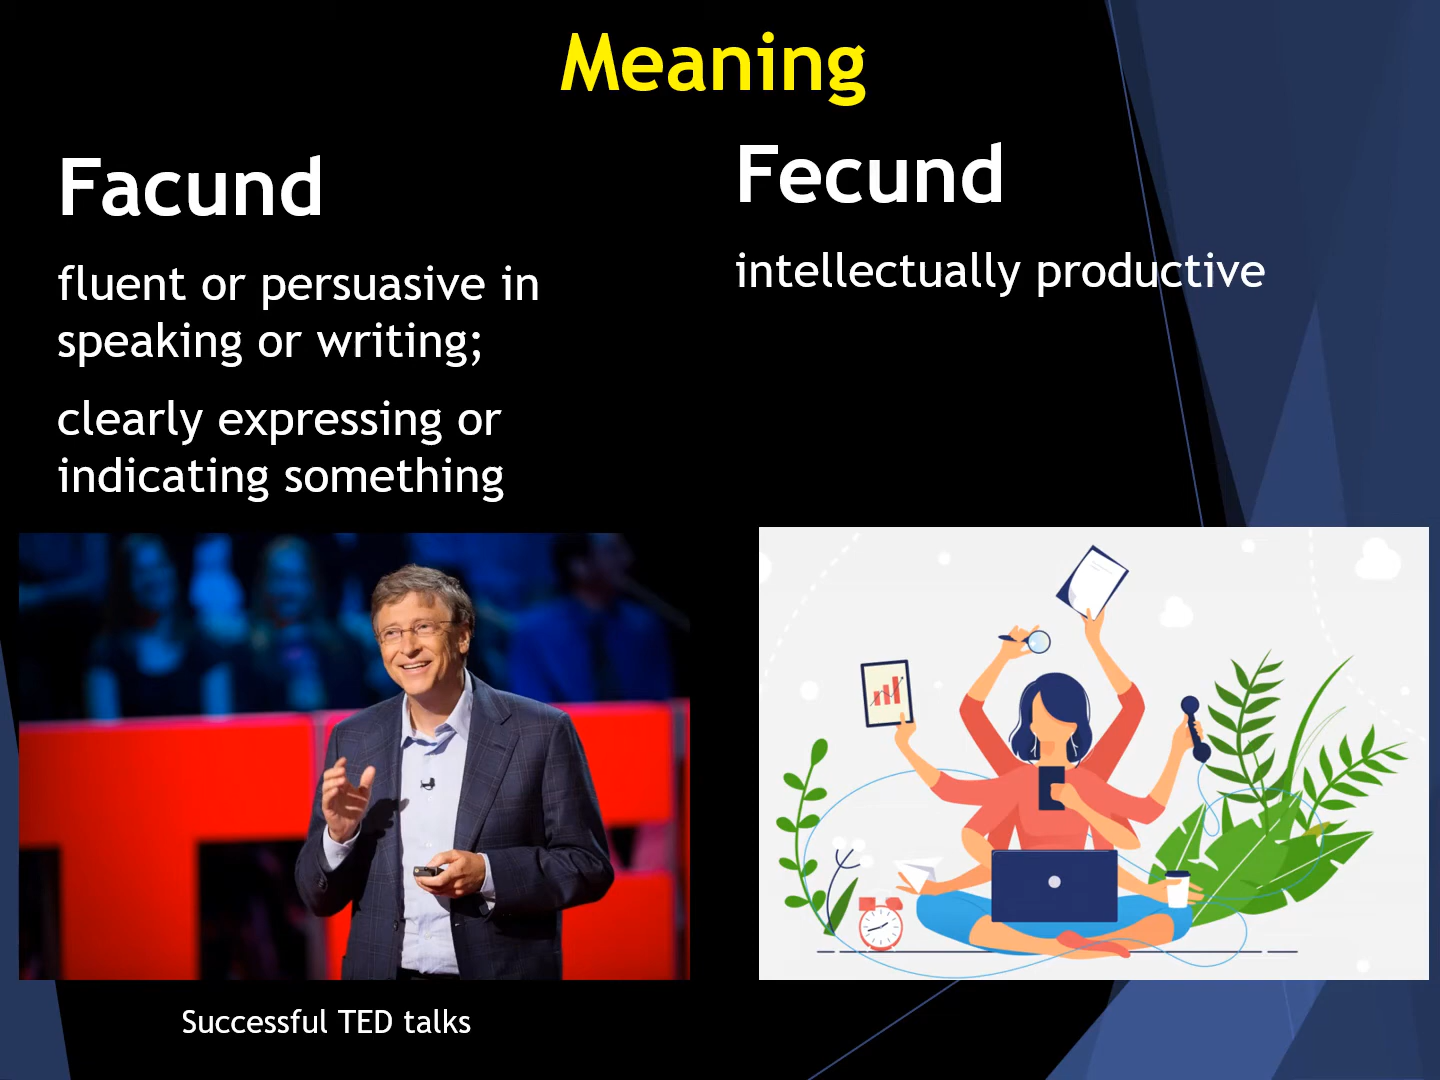 Meaning
Facund
fluent or persuasive in
speaking or writing;
clearly expressing or
indicating something
Successful TED talks
Fecund
intellectually productive